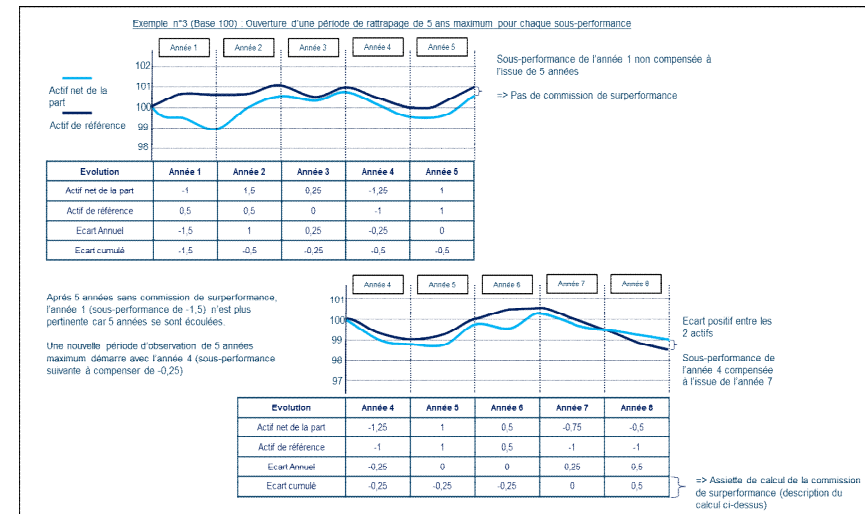 Exemple n°3 (Base 100) : Ouverture d'une période de rattrapage de 5 ans maximum pour chaque sous-performance
Année 1 Année 2 Année 3 Année 4 Année 5
102
101
100
99
98
Actif net de la
part
Actif de référence
Sous-performance de l'année 1 non compensée à
l'issue de 5 années
=> Pas de commission de surperformance
Evolution Année 1 Année 2 Année 3 Année 4 Année 5
Actif net de la part -1 1,5 0,25 -1,25 1
Actif de référence 0,5 0,5 0 -1 1
Ecart Annuel -1,5 1 0,25 -0,25 0
Ecart cumulé -1,5 -0,5 -0,25 -0,5 -0,5
Après 5 années sans commission de surperformance,
l'année 1 (sous-performance de -1,5) n'est plus
pertinente car 5 années se sont écoulées.
Une nouvelle période d'observation de 5 années
maximum démarre avec l'année 4 (sous-performance
suivante à compenser de -0,25)
Année 4 Année 5 Année 6 Année 7 Année 8
101
100
99
98
97
Ecart positif entre les
2 actifs
Sous-performance de
l'année 4 compensée
à l'issue de l'année 7
Evolution Année 4 Année 5 Année 6 Année 7 Année 8
Actif net de la part -1,25 1 0,5 -0,75 -0,5
Actif de référence -1 1 0,5 -1 -1
Ecart Annuel -0,25 0 0 0,25 0,5
Ecart cumulé -0,25 -0,25 -0,25 0 0,5
=> Assiette de calcul de la commission
de surperformance (description du
calcul ci-dessus)